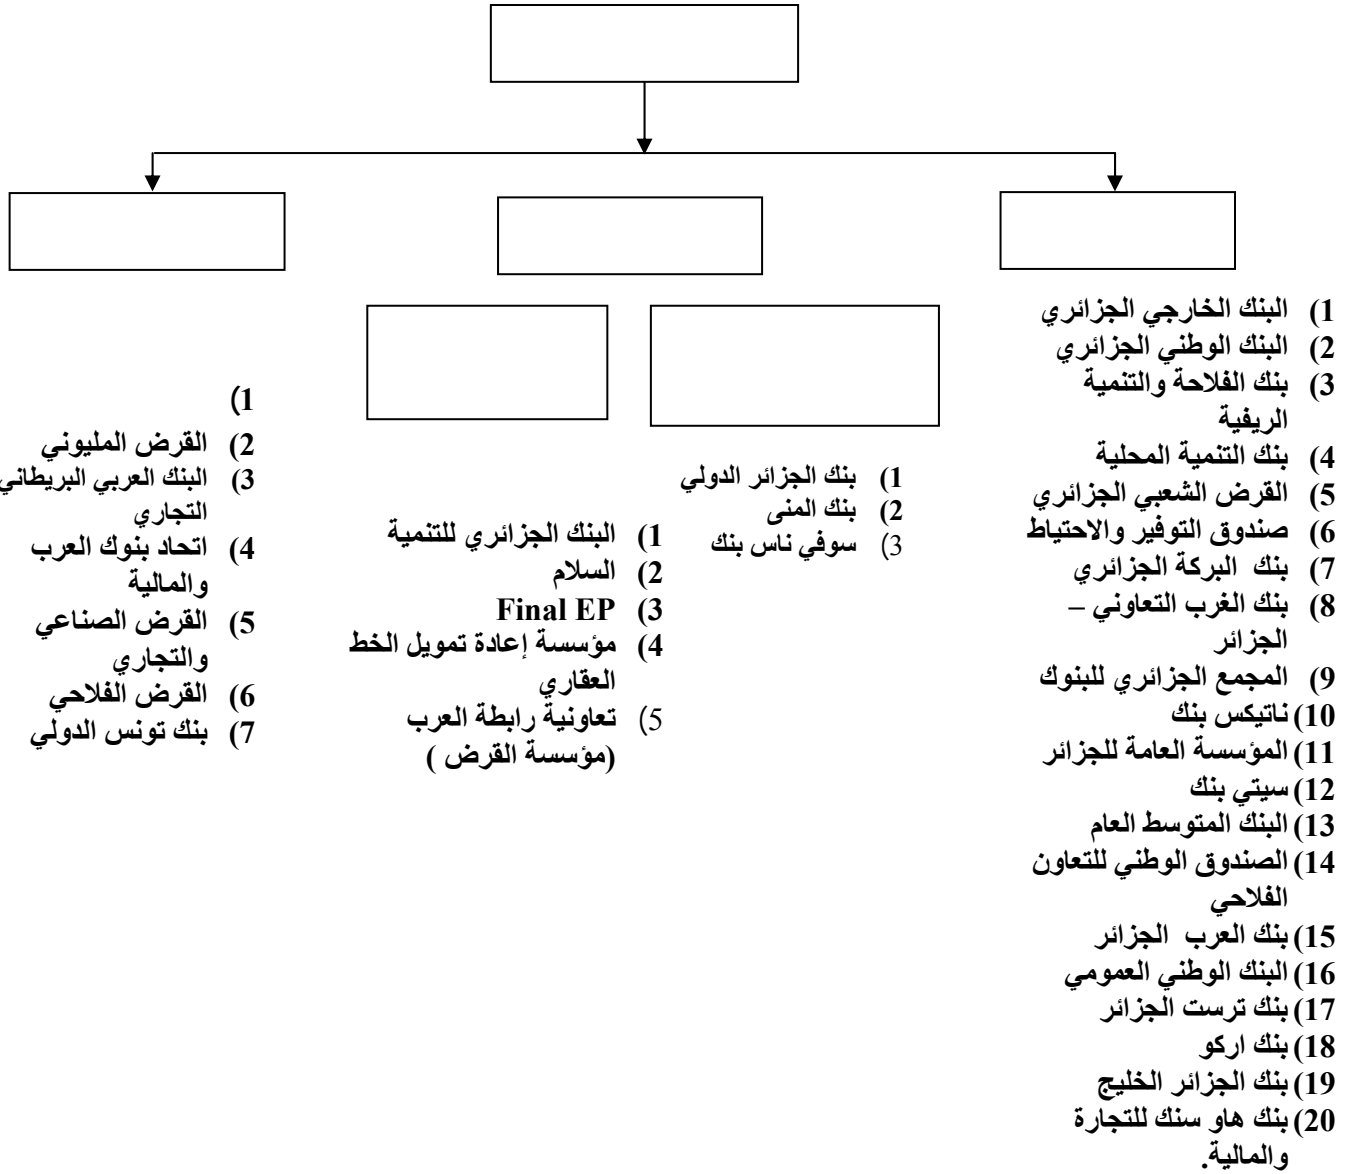 1) البنك الخارجي الجزائري
2) البنك الوطني الجزائري
3) بنك الفلاحة والتنمية
الريفية
4) بنك التنمية المحلية
5) القرض الشعبي الجزائري
6) صندوق التوفير والاحتياط
7) بنك البركة الجزائري
8) بنك الغرب التعاوني –
الجزائر
9) المجمع الجزائري للبنوك
10) ناتيكس بنك
11) المؤسسة العامة للجزائر
12) سيتي بنك
13) البنك المتوسط العام
14) الصندوق الوطني للتعاون
الفلاحي
15) بنك العرب الجزائر
16) البنك الوطني العمومي
17) بنك ترست الجزائر
18) بنك اركو
19) بنك الجزائر الخليج
20) بنك هاو سنك للتجارة
والمالية.
1) بنك الجزائر الدولي
2) بنك المنى
3) سوفي ناس بنك
1) البنك الجزائري للتنمية
2) السلام
3) Final EP
4) مؤسسة إعادة تمويل الخط
العقاري
5) تعاونية رابطة العرب
(مؤسسة القرض )
1)
2) القرض المليوني
3) البنك العربي البريطاني
التجاري
4) اتحاد بنوك العرب
والمالية
5) القرض الصناعي
والتجاري
6) القرض الفلاحي
7) بنك تونس الدولي